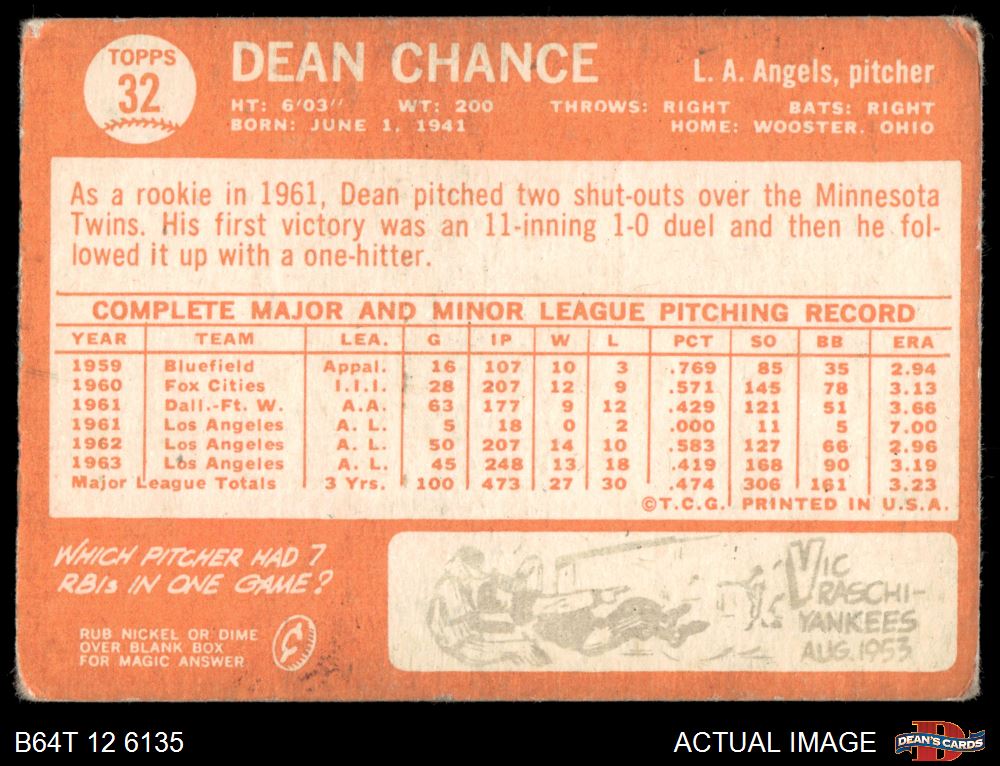 TOPPS
32
DEAN CHANCE
L. A. Angels, pitcher
HT: 6'03" WT: 200 THROWS: RIGHT BATS: RIGHT
BORN: JUNE 1, 1941 HOME: WOOSTER, OHIO
As a rookie in 1961, Dean pitched two shut-outs over the Minnesota
Twins. His first victory was an 11-inning 1-0 duel and then he fol-
lowed it up with a one-hitter.
COMPLETE MAJOR AND MINOR LEAGUE PITCHING RECORD
YEAR TEAM LEA. G IP W L PCT SO BB ERA
1959 Bluefield Appal. 16 107 10 3 .769 85 35 2.94
1960 Fox Cities I.I.I. 28 207 12 9 .571 145 78 3.13
1961 Dall.-Ft. W. A.A. 63 177 9 12 .429 121 51 3.66
1961 Los Angeles A. L. 5 18 0 2 .000 11 5 7.00
1962 Los Angeles A. L. 50 207 14 10 .583 127 66 2.96
1963 Los Angeles A. L. 45 248 13 18 .419 168 90 3.19
Major League Totals 3 Yrs. 100 473 27 30 .474 306 161 3.23
©T.C.G. PRINTED IN U.S.A.
WHICH PITCHER HAD 7
RBIs IN ONE GAME?
RUB NICKEL OR DIME
OVER BLANK BOX
FOR MAGIC ANSWER
VIC
RASCHI-
YANKEES
AUG. 1953
B64T 12 6135
ACTUAL IMAGE
DEAN'S CARDS